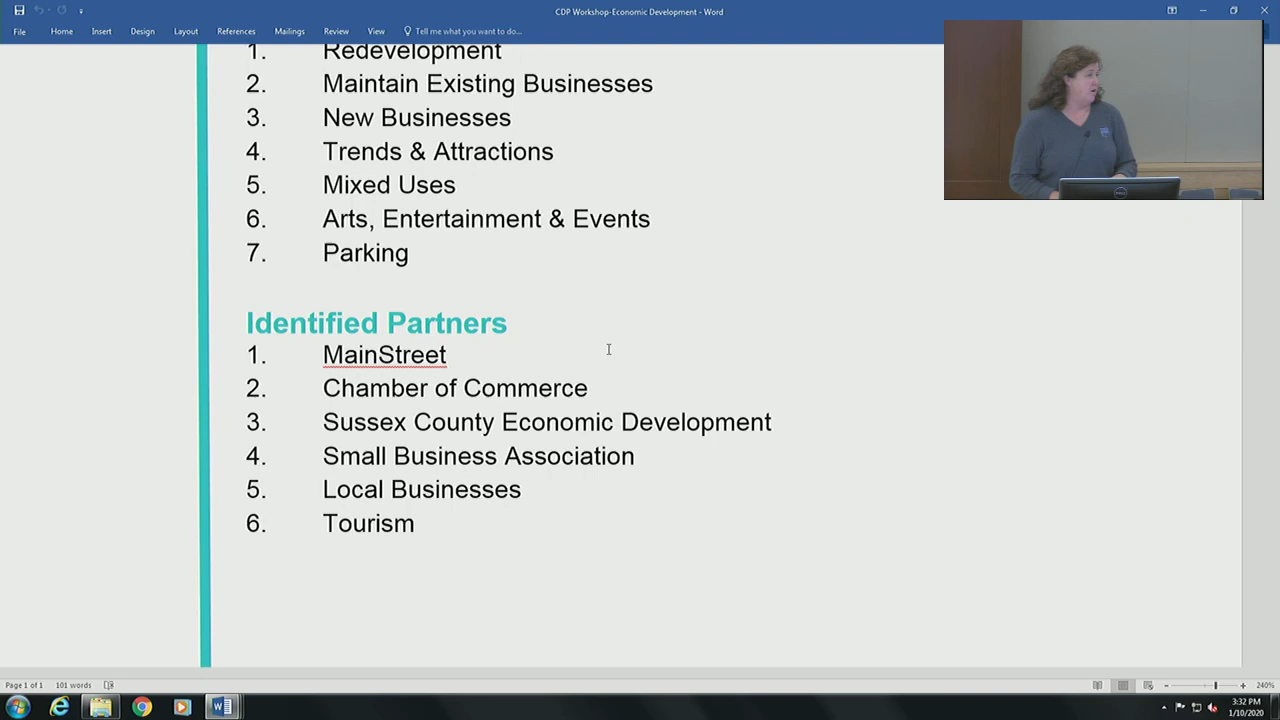 CDP Workshop-Economic Development - Word
File Home Insert Design Layout References Mailings Review View Tell me what you want to do...
1. Redevelopment
2. Maintain Existing Businesses
3. New Businesses
4. Trends & Attractions
5. Mixed Uses
6. Arts, Entertainment & Events
7. Parking
Identified Partners
1. MainStreet
2. Chamber of Commerce
3. Sussex County Economic Development
4. Small Business Association
5. Local Businesses
6. Tourism
Page 1 of 1 101 words
240%
3:32 PM
1/10/2020